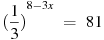 (1/3)^{8-3x} = 81